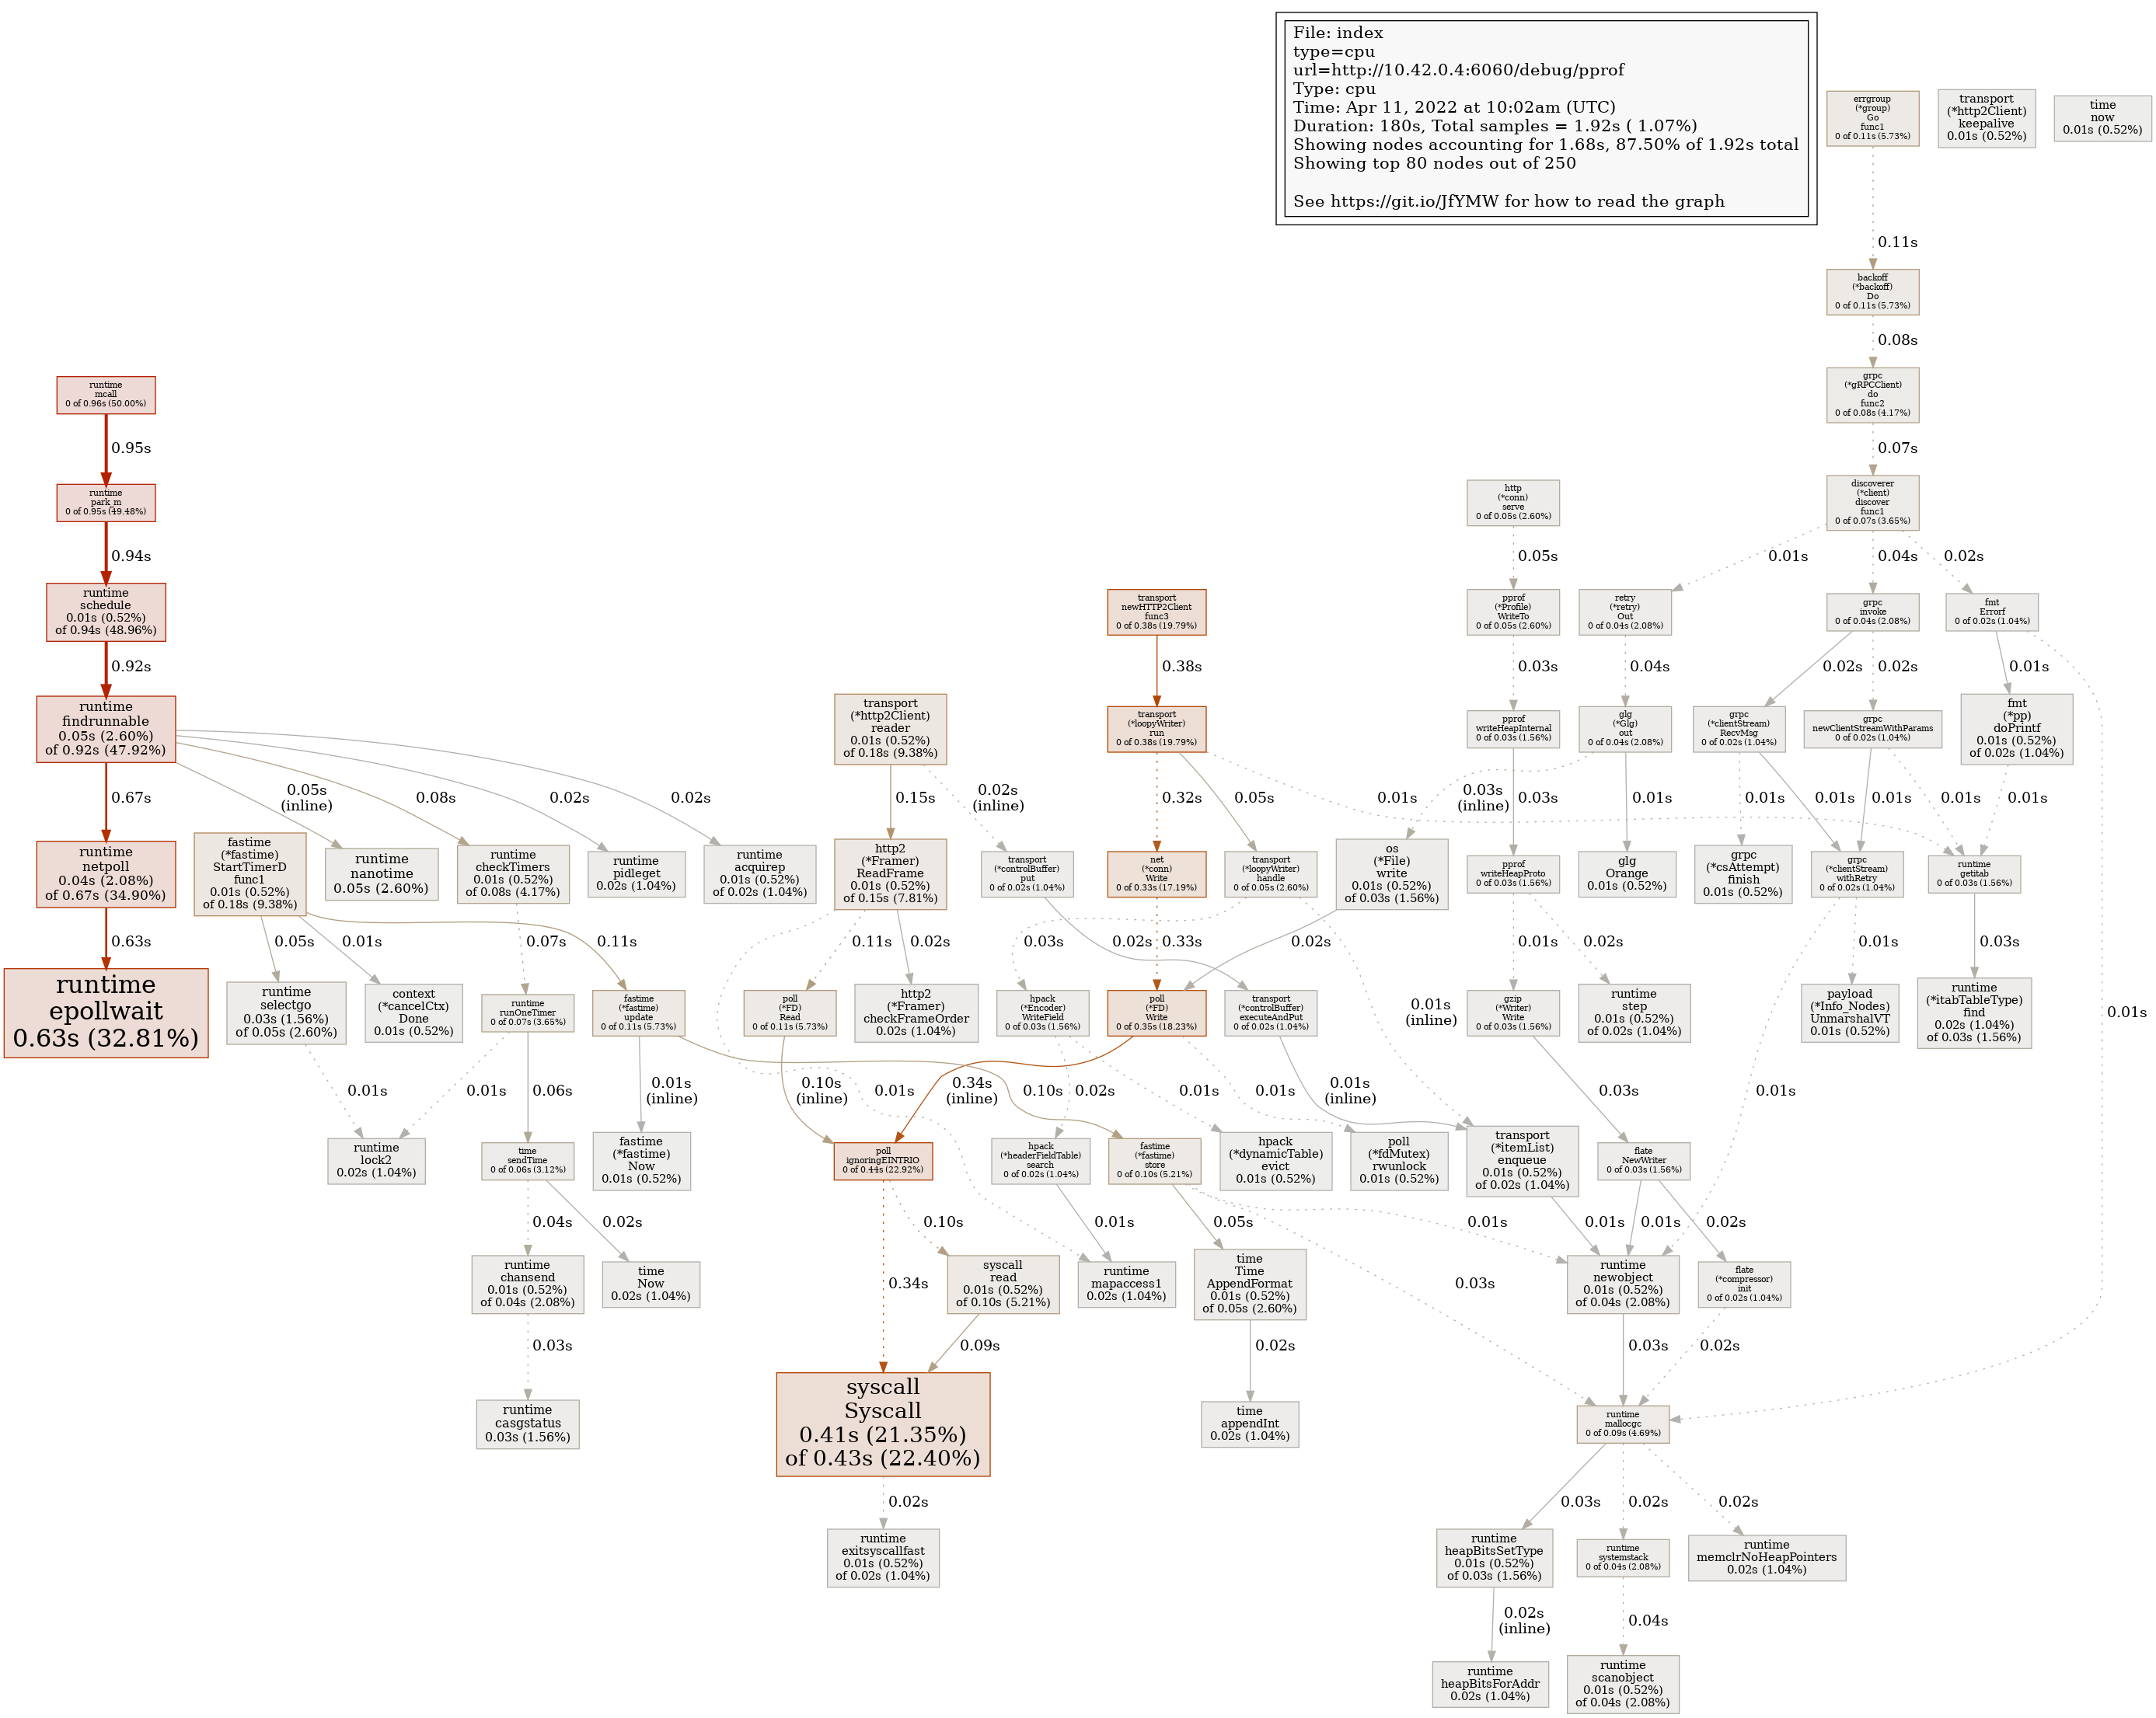 File: index
type=cpu
url=http://10.42.0.4:6060/debug/pprof
Type: cpu
Time: Apr 11, 2022 at 10:02am (UTC)
Duration: 180s, Total samples = 1.92s ( 1.07%)
Showing nodes accounting for 1.68s, 87.50% of 1.92s total
Showing top 80 nodes out of 250
See https://git.io/JfYMW for how to read the graph
errgroup
(*group)
Go
func1
0 of 0.11s (5.73%)
transport
(*http2Client)
keepalive
0.01s (0.52%)
time
now
0.01s (0.52%)
0.11s
backoff
(*backoff)
Do
0 of 0.11s (5.73%)
0.08s
grpc
(*gRPCClient)
do
func2
0 of 0.08s (4.17%)
0.07s
runtime
mcall
0 of 0.96s (50.00%)
0.95s
runtime
park_m
0 of 0.95s (49.48%)
0.94s
http
(*conn)
serve
0 of 0.05s (2.60%)
0.05s
discoverer
(*client)
discover
func1
0 of 0.07s (3.65%)
0.01s
0.04s
0.02s
runtime
schedule
0.01s (0.52%)
of 0.94s (48.96%)
0.92s
transport
newHTTP2Client
func3
0 of 0.38s (19.79%)
0.38s
pprof
(*Profile)
WriteTo
0 of 0.05s (2.60%)
0.03s
retry
(*retry)
Out
0 of 0.04s (2.08%)
0.04s
grpc
invoke
0 of 0.04s (2.08%)
0.02s
0.02s
fmt
Errorf
0 of 0.02s (1.04%)
0.01s
0.01s
runtime
findrunnable
0.05s (2.60%)
of 0.92s (47.92%)
0.67s
0.05s
(inline)
0.08s
0.02s
0.02s
transport
(*http2Client)
reader
0.01s (0.52%)
of 0.18s (9.38%)
0.15s
0.02s
(inline)
transport
(*loopyWriter)
run
0 of 0.38s (19.79%)
0.32s
0.05s
0.01s
pprof
writeHeapInternal
0 of 0.03s (1.56%)
0.03s
glg
(*Glg)
out
0 of 0.04s (2.08%)
0.03s
(inline)
0.01s
grpc
(*clientStream)
RecvMsg
0 of 0.02s (1.04%)
0.01s
0.01s
grpc
newClientStreamWithParams
0 of 0.02s (1.04%)
0.01s
0.01s
fmt
(*pp)
doPrintf
0.01s (0.52%)
of 0.02s (1.04%)
0.01s
runtime
netpoll
0.04s (2.08%)
of 0.67s (34.90%)
0.63s
fastime
(*fastime)
StartTimerD
func1
0.01s (0.52%)
of 0.18s (9.38%)
0.05s
0.01s
0.11s
runtime
nanotime
0.05s (2.60%)
runtime
checkTimers
0.01s (0.52%)
of 0.08s (4.17%)
0.07s
runtime
pidleget
0.02s (1.04%)
runtime
acquirep
0.01s (0.52%)
of 0.02s (1.04%)
http2
(*Framer)
ReadFrame
0.01s (0.52%)
of 0.15s (7.81%)
0.11s
0.02s
0.01s
transport
(*controlBuffer)
put
0 of 0.02s (1.04%)
0.02s
net
(*conn)
Write
0 of 0.33s (17.19%)
0.33s
transport
(*loopyWriter)
handle
0 of 0.05s (2.60%)
0.03s
0.01s
(inline)
os
(*File)
write
0.01s (0.52%)
of 0.03s (1.56%)
0.02s
pprof
writeHeapProto
0 of 0.03s (1.56%)
0.01s
0.02s
glg
Orange
0.01s (0.52%)
grpc
(*csAttempt)
finish
0.01s (0.52%)
grpc
(*clientStream)
withRetry
0 of 0.02s (1.04%)
0.01s
0.01s
runtime
getitab
0 of 0.03s (1.56%)
0.03s
runtime
epollwait
0.63s (32.81%)
runtime
selectgo
0.03s (1.56%)
of 0.05s (2.60%)
0.01s
context
(*cancelCtx)
Done
0.01s (0.52%)
runtime
runOneTimer
0 of 0.07s (3.65%)
0.01s
0.06s
fastime
(*fastime)
update
0 of 0.11s (5.73%)
0.01s
(inline)
0.10s
poll
(*FD)
Read
0 of 0.11s (5.73%)
0.10s
(inline)
http2
(*Framer)
checkFrameOrder
0.02s (1.04%)
hpack
(*Encoder)
WriteField
0 of 0.03s (1.56%)
0.02s
0.01s
poll
(*FD)
Write
0 of 0.35s (18.23%)
0.34s
(inline)
0.01s
transport
(*controlBuffer)
executeAndPut
0 of 0.02s (1.04%)
0.01s
(inline)
gzip
(*Writer)
Write
0 of 0.03s (1.56%)
0.03s
runtime
step
0.01s (0.52%)
of 0.02s (1.04%)
payload
(*Info_Nodes)
UnmarshalVT
0.01s (0.52%)
runtime
(*itabTableType)
find
0.02s (1.04%)
of 0.03s (1.56%)
runtime
lock2
0.02s (1.04%)
time
sendTime
0 of 0.06s (3.12%)
0.04s
0.02s
fastime
(*fastime)
Now
0.01s (0.52%)
poll
ignoringEINTRIO
0 of 0.44s (22.92%)
0.34s
0.10s
hpack
(*headerFieldTable)
search
0 of 0.02s (1.04%)
0.01s
fastime
(*fastime)
store
0 of 0.10s (5.21%)
0.05s
0.01s
0.03s
hpack
(*dynamicTable)
evict
0.01s (0.52%)
poll
(*fdMutex)
rwunlock
0.01s (0.52%)
transport
(*itemList)
enqueue
0.01s (0.52%)
of 0.02s (1.04%)
0.01s
flate
NewWriter
0 of 0.03s (1.56%)
0.01s
0.02s
runtime
chansend
0.01s (0.52%)
of 0.04s (2.08%)
0.03s
time
Now
0.02s (1.04%)
syscall
read
0.01s (0.52%)
of 0.10s (5.21%)
0.09s
runtime
mapaccess1
0.02s (1.04%)
time
Time
AppendFormat
0.01s (0.52%)
of 0.05s (2.60%)
0.02s
runtime
newobject
0.01s (0.52%)
of 0.04s (2.08%)
0.03s
flate
(*compressor)
init
0 of 0.02s (1.04%)
0.02s
runtime
casgstatus
0.03s (1.56%)
syscall
Syscall
0.41s (21.35%)
of 0.43s (22.40%)
0.02s
time
appendInt
0.02s (1.04%)
runtime
mallocgc
0 of 0.09s (4.69%)
0.03s
0.02s
0.02s
runtime
exitsyscallfast
0.01s (0.52%)
of 0.02s (1.04%)
runtime
heapBitsSetType
0.01s (0.52%)
of 0.03s (1.56%)
0.02s
(inline)
runtime
systemstack
0 of 0.04s (2.08%)
0.04s
runtime
memclrNoHeapPointers
0.02s (1.04%)
runtime
heapBitsForAddr
0.02s (1.04%)
runtime
scanobject
0.01s (0.52%)
of 0.04s (2.08%)